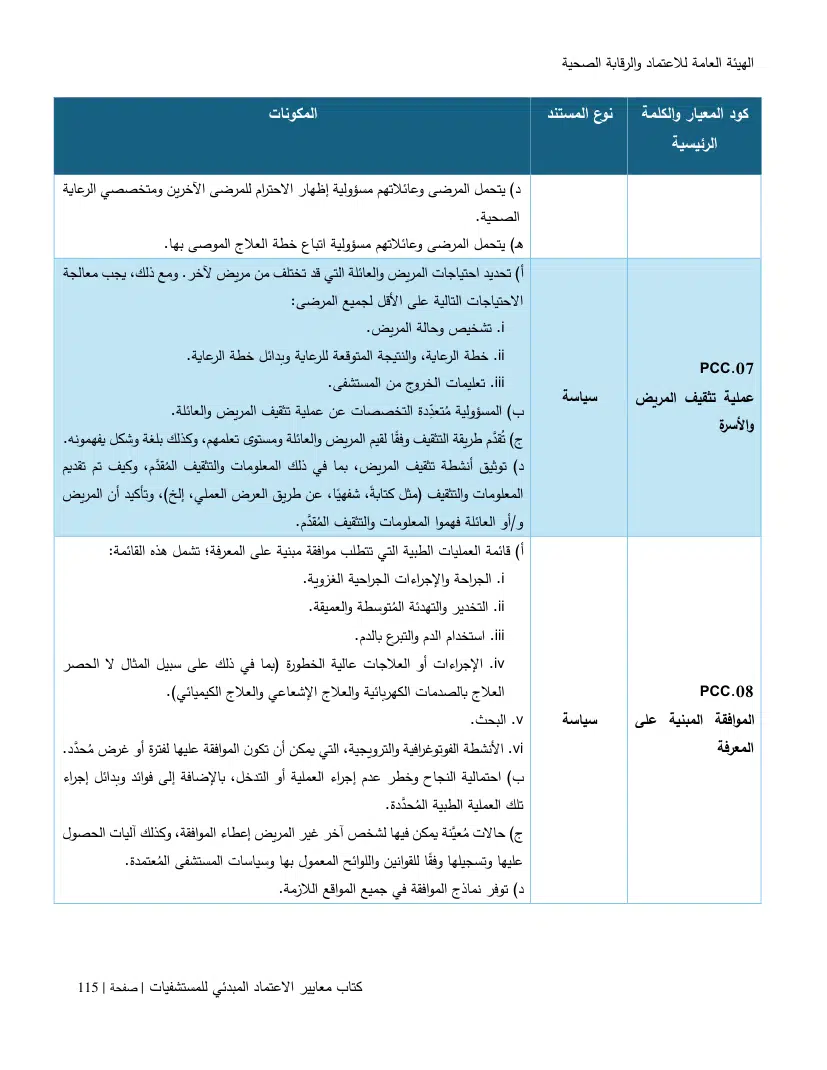 الهيئة العامة للاعتماد والرقابة الصحية
كود المعيار والكلمة
الرئيسية
نوع المستند
المكونات
د) يتحمل المرضى وعائلاتهم مسؤولية إظهار الاحترام للمرضى الآخرين ومتخصصي الرعاية
الصحية.
ه) يتحمل المرضى وعائلاتهم مسؤولية اتباع خطة العلاج الموصى بها.
PCC.07
عملية تثقيف المريض
والأسرة
سياسة
أ) تحديد احتياجات المريض والعائلة التي قد تختلف من مريض لآخر. ومع ذلك، يجب معالجة
الاحتياجات التالية على الأقل لجميع المرضى:
i. تشخيص وحالة المريض.
ii. خطة الرعاية، والنتيجة المتوقعة للرعاية وبدائل خطة الرعاية.
iii. تعليمات الخروج من المستشفى.
ب) المسؤولية مُتعدِّدة التخصصات عن عملية تثقيف المريض والعائلة.
ج) تُقدَّم طريقة التثقيف وفقًا لقيم المريض والعائلة ومستوى تعلمهم، وكذلك بلغة وشكل يفهمونه.
د) توثيق أنشطة تثقيف المريض، بما في ذلك المعلومات والتثقيف المُقدَّم، وكيف تم تقديم
المعلومات والتثقيف (مثل كتابةً، شفهيًا، عن طريق العرض العملي، إلخ)، وتأكيد أن المريض
و/أو العائلة فهموا المعلومات والتثقيف المُقدَّم.
PCC.08
الموافقة المبنية على
المعرفة
سياسة
أ) قائمة العمليات الطبية التي تتطلب موافقة مبنية على المعرفة؛ تشمل هذه القائمة:
i. الجراحة والإجراءات الجراحية الغزوية.
ii. التخدير والتهدئة المُتوسطة والعميقة.
iii. استخدام الدم والتبرع بالدم.
iv. الإجراءات أو العلاجات عالية الخطورة (بما في ذلك على سبيل المثال لا الحصر
العلاج بالصدمات الكهربائية والعلاج الإشعاعي والعلاج الكيميائي).
v. البحث.
vi. الأنشطة الفوتوغرافية والترويجية، التي يمكن أن تكون الموافقة عليها لفترة أو غرض مُحدَّد.
ب) احتمالية النجاح وخطر عدم إجراء العملية أو التدخل، بالإضافة إلى فوائد وبدائل إجراء
تلك العملية الطبية المُحدَّدة.
ج) حالات مُعيَّنة يمكن فيها لشخص آخر غير المريض إعطاء الموافقة، وكذلك آليات الحصول
عليها وتسجيلها وفقًا للقوانين واللوائح المعمول بها وسياسات المستشفى المُعتمدة.
د) توفر نماذج الموافقة في جميع المواقع اللازمة.
كتاب معايير الاعتماد المبدئي للمستشفيات | صفحة | 115